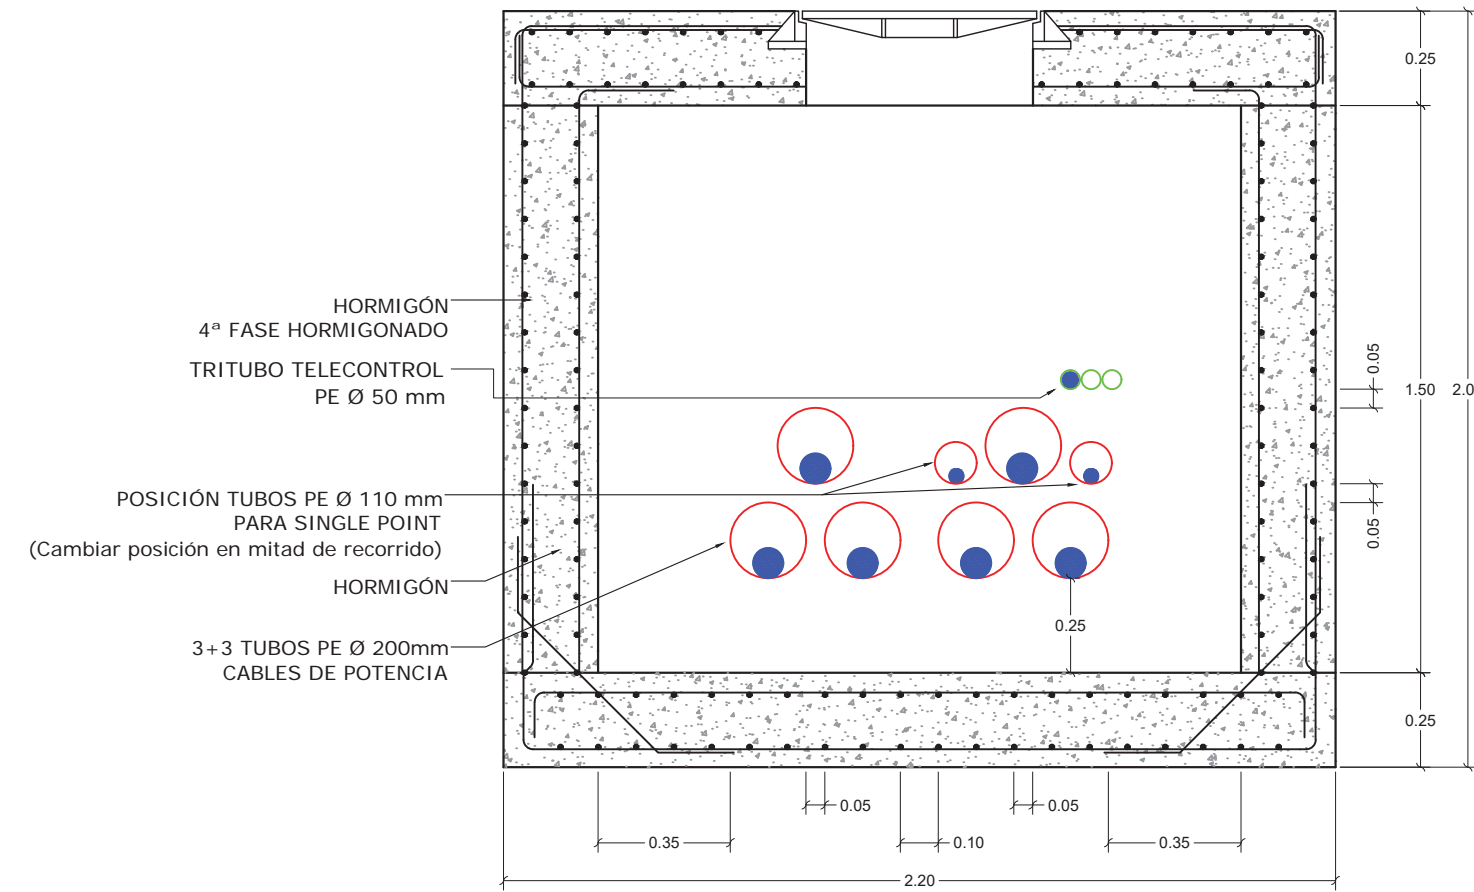 0.25
HORMIGÓN
4ª FASE HORMIGONADO
TRITUBO TELECONTROL
PE Ø 50 mm
0.05
1.50
2.0
POSICIÓN TUBOS PE Ø 110 mm
PARA SINGLE POINT
(Cambiar posición en mitad de recorrido)
HORMIGÓN
0.05
3+3 TUBOS PE Ø 200mm
CABLES DE POTENCIA
0.25
0.25
0.05
0.05
0.35
0.10
0.35
2.20